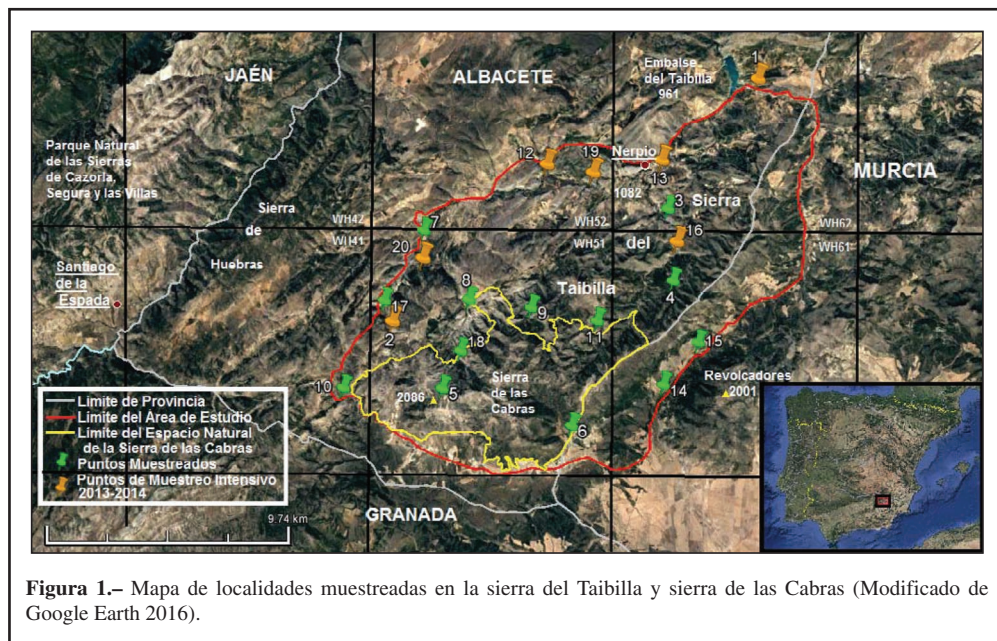 JAÉN
ALBACETE
Embalse
del Taibilla
961
1
Parque Natural
de las Sierras
de Cazorla,
Segura y las Villas
12
19
Nerpio
1082
13
MURCIA
Sierra
de
Huebras
WH42
WH41
7
20
WH52
WH51
3
Sierra
16
del
WH62
WH61
Santiago
de la
Espada
8
Taibilla
4
9
17
2
11
18
15
10
5
2086
Sierra
de las
Cabras
14
Revolcadores
2001
6
Límite de Provincia
Límite del Área de Estudio
Límite del Espacio Natural
de la Sierra de las Cabras
Puntos Muestreados
Puntos de Muestreo Intensivo
2013-2014
9.74 km
GRANADA
Figura 1.– Mapa de localidades muestreadas en la sierra del Taibilla y sierra de las Cabras (Modificado de
Google Earth 2016).